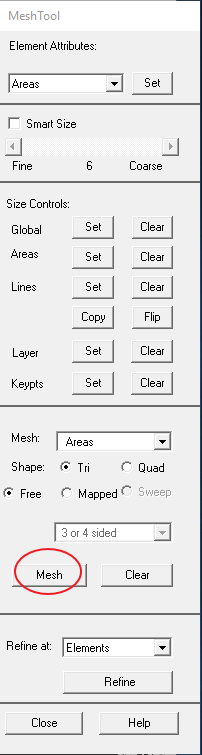 MeshTool
Element Attributes:
Areas Set
Smart Size
Fine 6 Coarse
Size Controls:
Global Set Clear
Areas Set Clear
Lines Set Clear
Copy Flip
Layer Set Clear
Keypts Set Clear
Mesh: Areas
Shape: Tri Quad
Free Mapped Sweep
3 or 4 sided
Mesh Clear
Refine at: Elements
Refine
Close Help